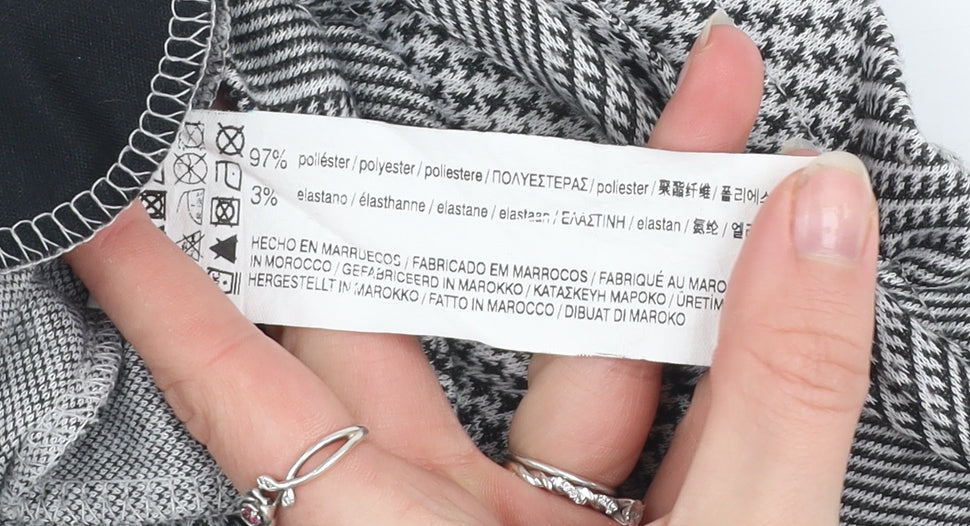 97% poliéster / polyester / poliestere / ΠΟΛΥΕΣΤΕΡΑΣ / poliester / 聚酯纤维 / 폴리에스
3% elastano / élasthanne / elastane / elastaan / ΕΛΑΣΤΙΝΗ / elastan / 氨纶 /
HECHO EN MARRUECOS / FABRICADO EM MARROCOS / FABRIQUÉ AU MARO
IN MOROCCO / GEFABRICEERD IN MAROKKO / ΚΑΤΑΣΚΕΥΗ ΜΑΡΟΚΟ / ÜRETİM
HERGESTELLT IN MAROKKO / FATTO IN MAROCCO / DIBUAT DI MAROKO